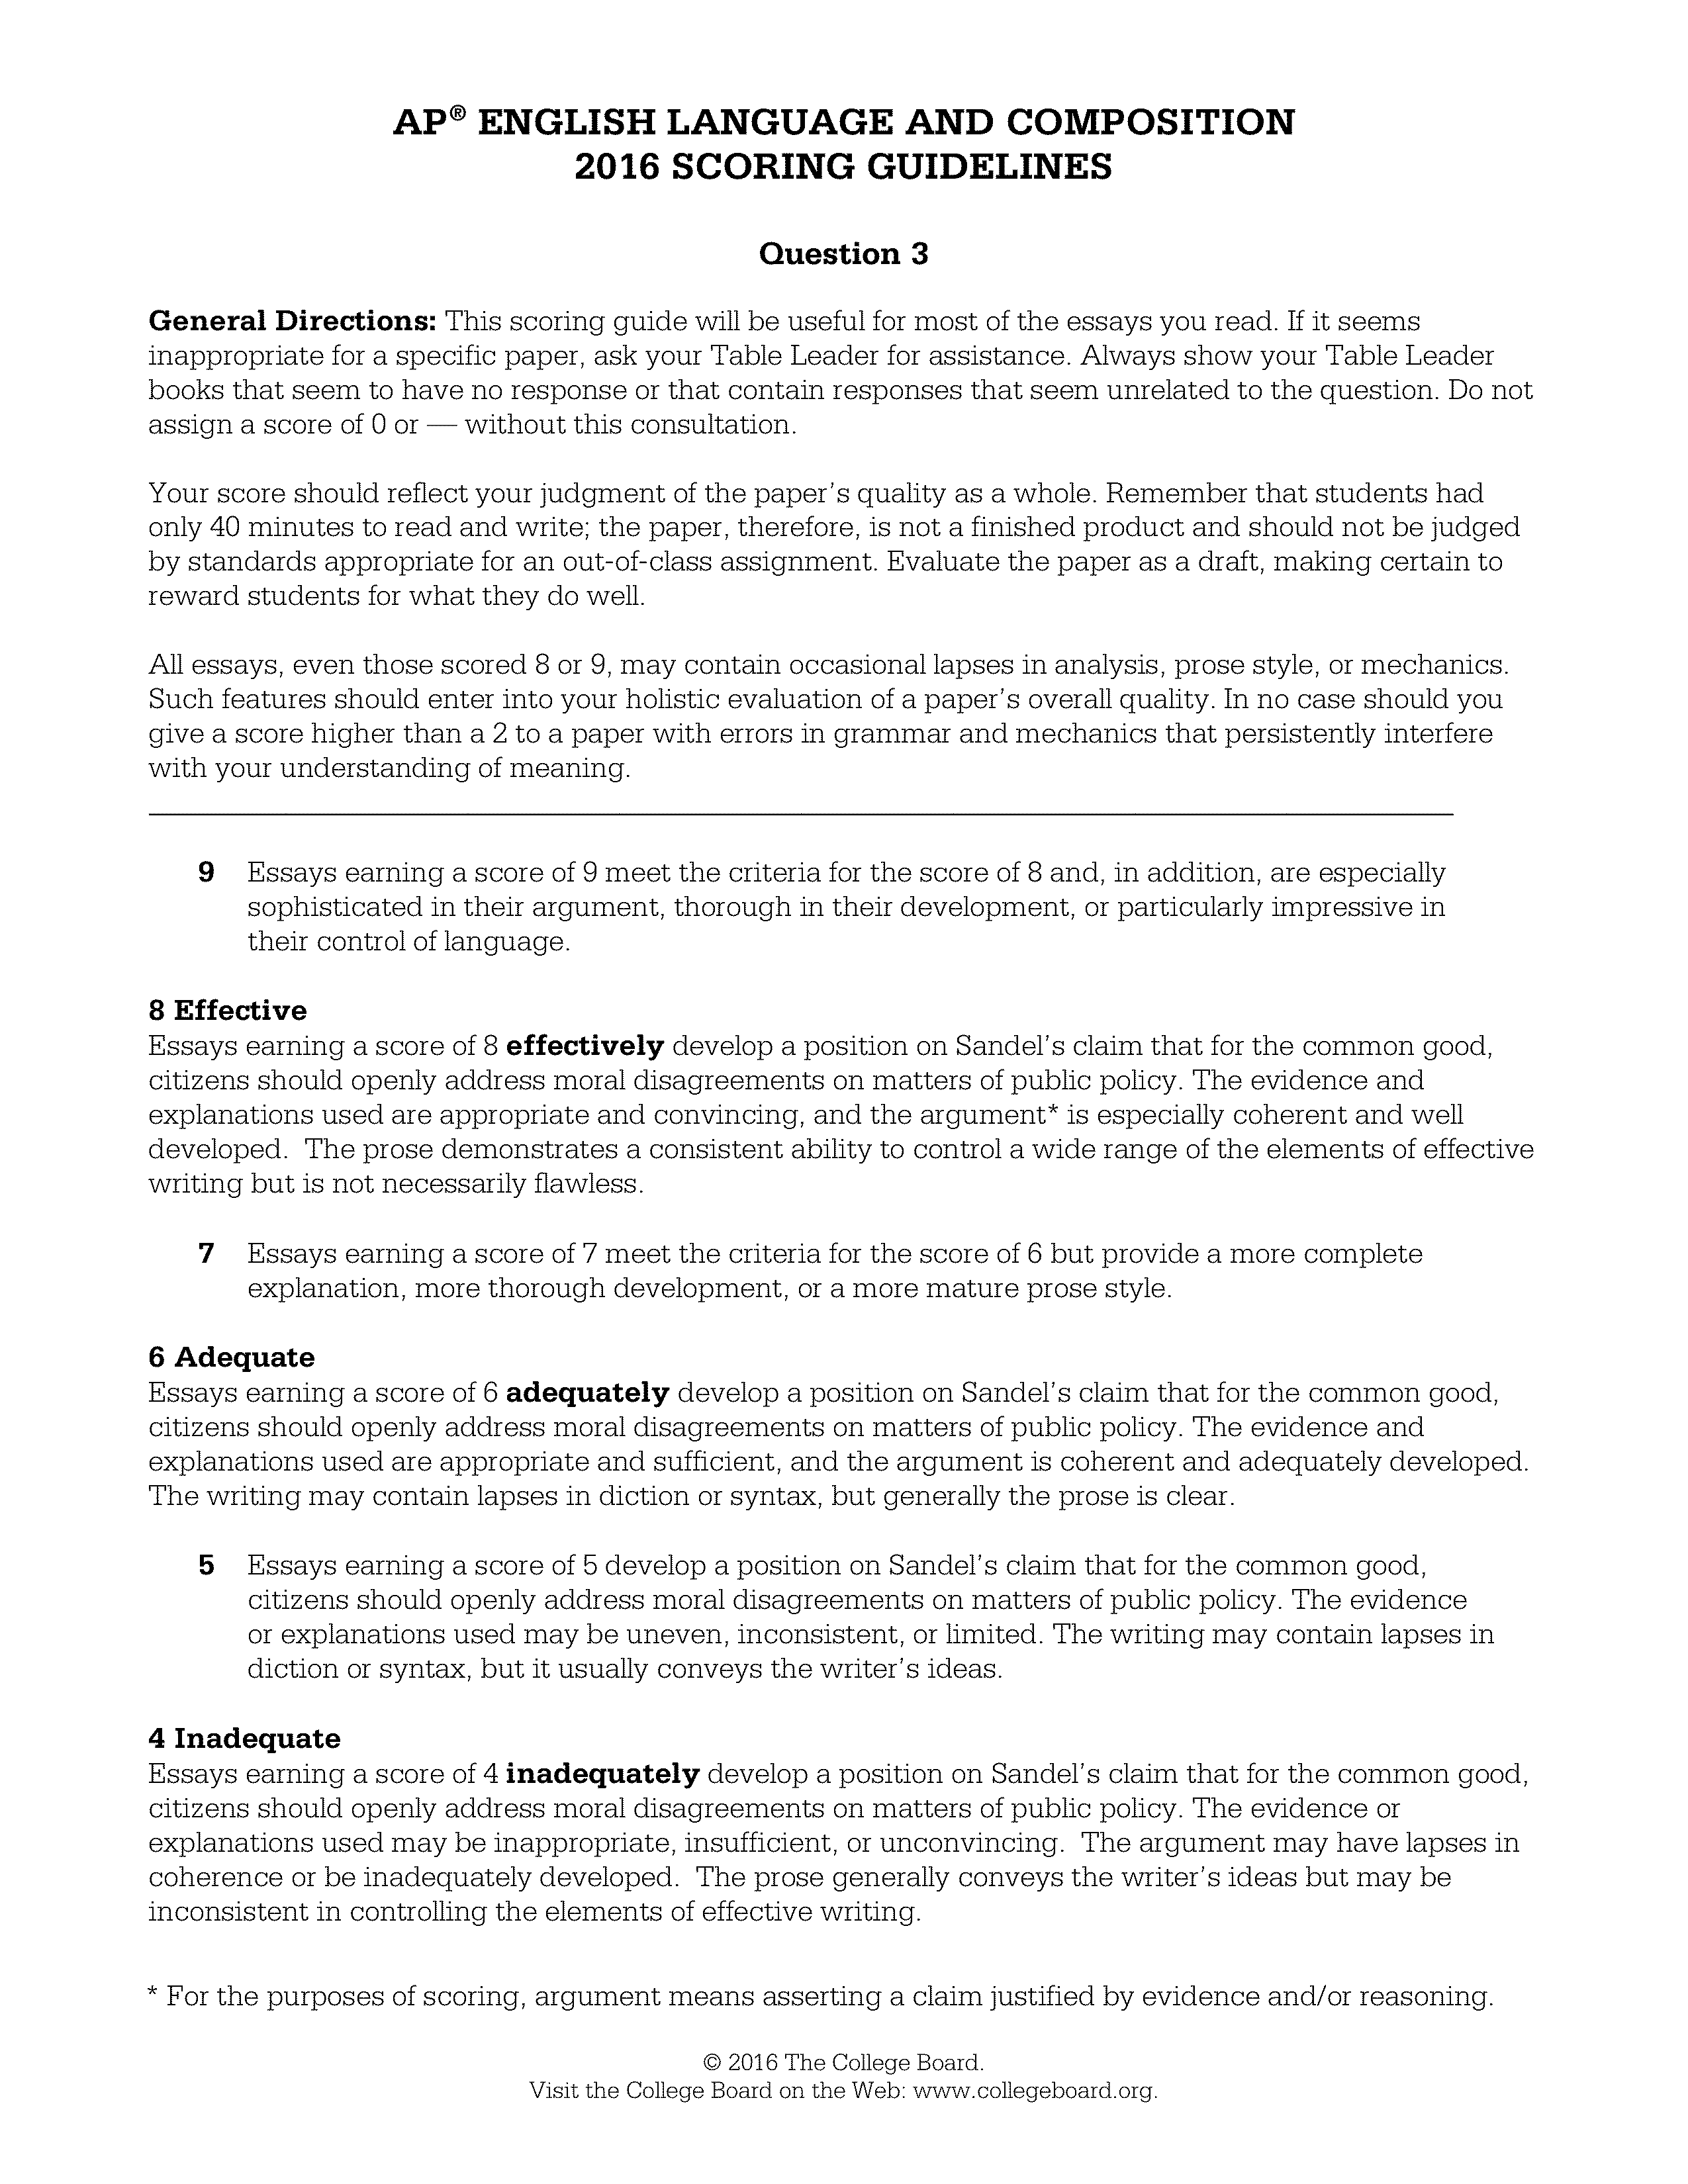 AP® ENGLISH LANGUAGE AND COMPOSITION
2016 SCORING GUIDELINES
Question 3
General Directions: This scoring guide will be useful for most of the essays you read. If it seems
inappropriate for a specific paper, ask your Table Leader for assistance. Always show your Table Leader
books that seem to have no response or that contain responses that seem unrelated to the question. Do not
assign a score of 0 or — without this consultation.
Your score should reflect your judgment of the paper's quality as a whole. Remember that students had
only 40 minutes to read and write; the paper, therefore, is not a finished product and should not be judged
by standards appropriate for an out-of-class assignment. Evaluate the paper as a draft, making certain to
reward students for what they do well.
All essays, even those scored 8 or 9, may contain occasional lapses in analysis, prose style, or mechanics.
Such features should enter into your holistic evaluation of a paper's overall quality. In no case should you
give a score higher than a 2 to a paper with errors in grammar and mechanics that persistently interfere
with your understanding of meaning.
9 Essays earning a score of 9 meet the criteria for the score of 8 and, in addition, are especially
sophisticated in their argument, thorough in their development, or particularly impressive in
their control of language.
8 Effective
Essays earning a score of 8 effectively develop a position on Sandel's claim that for the common good,
citizens should openly address moral disagreements on matters of public policy. The evidence and
explanations used are appropriate and convincing, and the argument* is especially coherent and well
developed.  The prose demonstrates a consistent ability to control a wide range of the elements of effective
writing but is not necessarily flawless.
7 Essays earning a score of 7 meet the criteria for the score of 6 but provide a more complete
explanation, more thorough development, or a more mature prose style.
6 Adequate
Essays earning a score of 6 adequately develop a position on Sandel's claim that for the common good,
citizens should openly address moral disagreements on matters of public policy. The evidence and
explanations used are appropriate and sufficient, and the argument is coherent and adequately developed.
The writing may contain lapses in diction or syntax, but generally the prose is clear.
5 Essays earning a score of 5 develop a position on Sandel's claim that for the common good,
citizens should openly address moral disagreements on matters of public policy. The evidence
or explanations used may be uneven, inconsistent, or limited. The writing may contain lapses in
diction or syntax, but it usually conveys the writer's ideas.
4 Inadequate
Essays earning a score of 4 inadequately develop a position on Sandel's claim that for the common good,
citizens should openly address moral disagreements on matters of public policy. The evidence or
explanations used may be inappropriate, insufficient, or unconvincing.  The argument may have lapses in
coherence or be inadequately developed.  The prose generally conveys the writer's ideas but may be
inconsistent in controlling the elements of effective writing.
* For the purposes of scoring, argument means asserting a claim justified by evidence and/or reasoning.
© 2016 The College Board.
Visit the College Board on the Web: www.collegeboard.org.